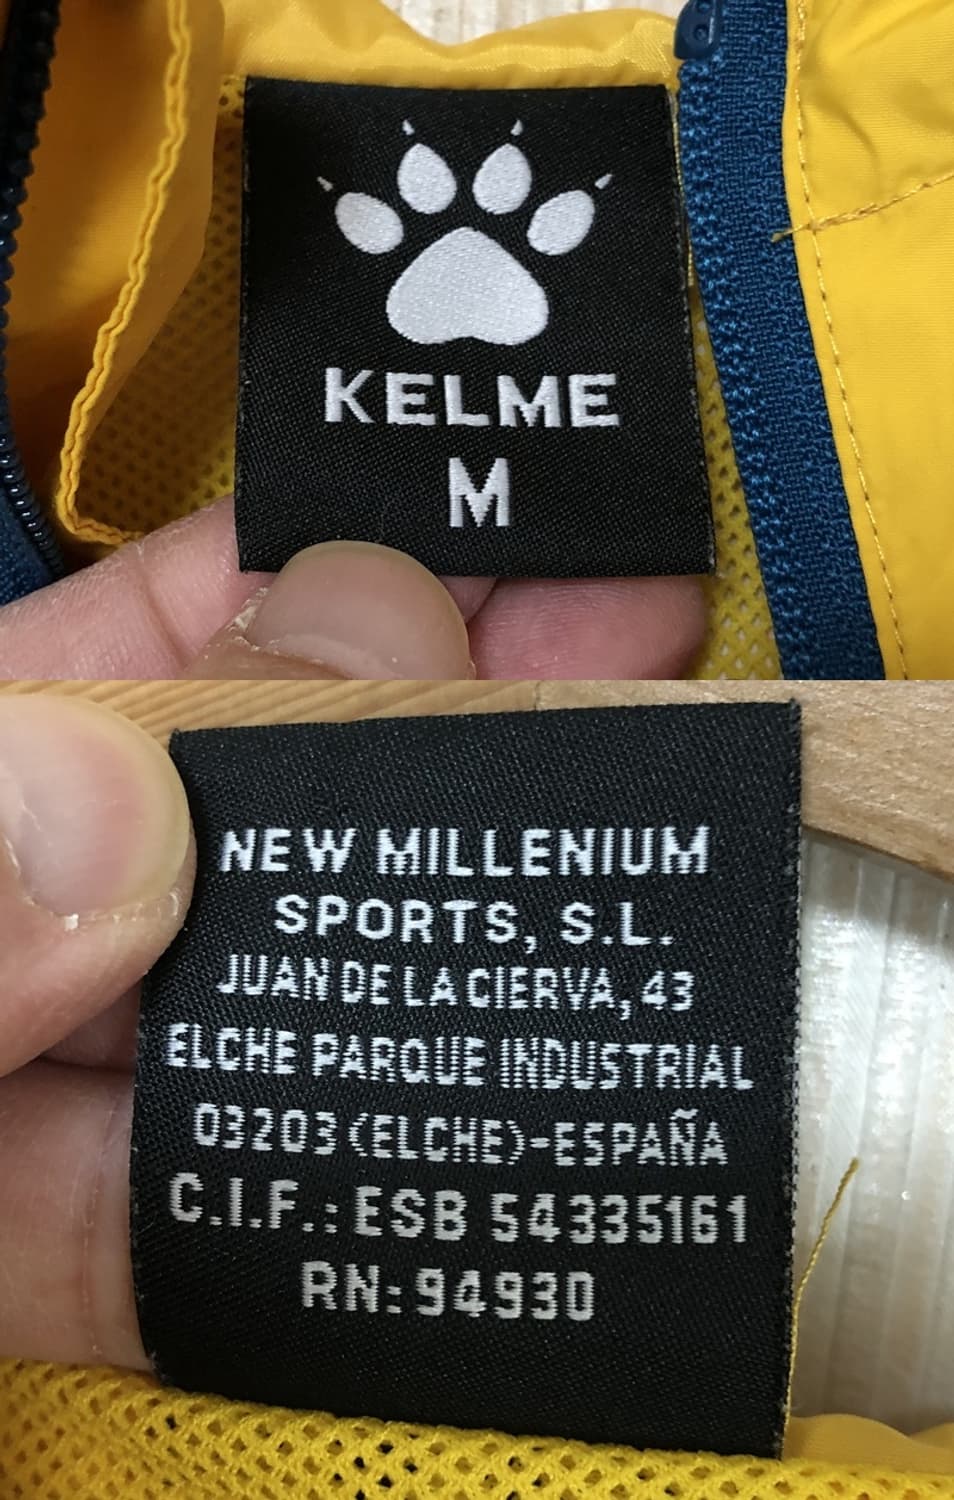 KELME
M
NEW MILLENIUM
SPORTS, S.L.
JUAN DE LA CIERVA, 43
ELCHE PARQUE INDUSTRIAL
03203 (ELCHE)-ESPAÑA
C.I.F.: ESB 54335161
RN: 94930